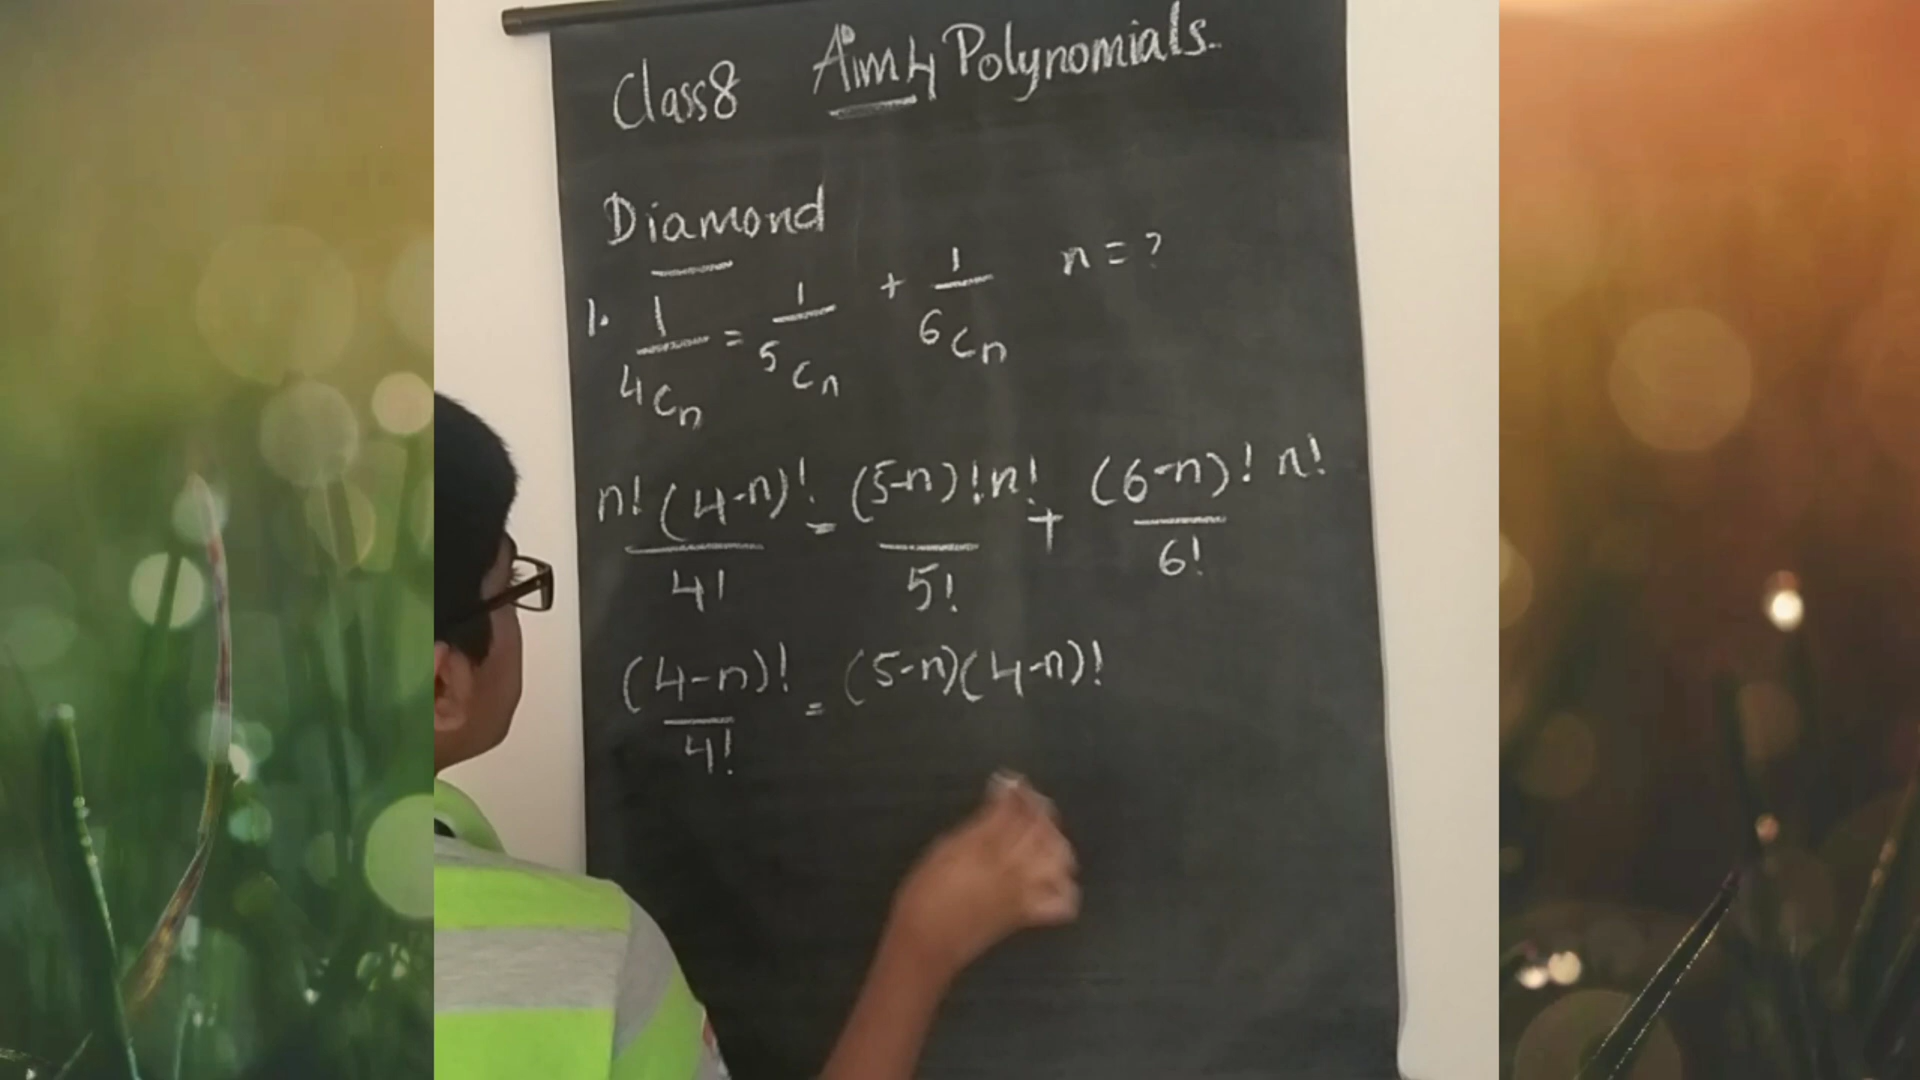 Class8 Aim4 Polynomials.
Diamond
1. 1/4Cn = 1/5Cn + 1/6Cn n = ?
n!(4-n)!/4! = (5-n)!n!/5! + (6-n)!n!/6!
(4-n)!/4! = (5-n)(4-n)!